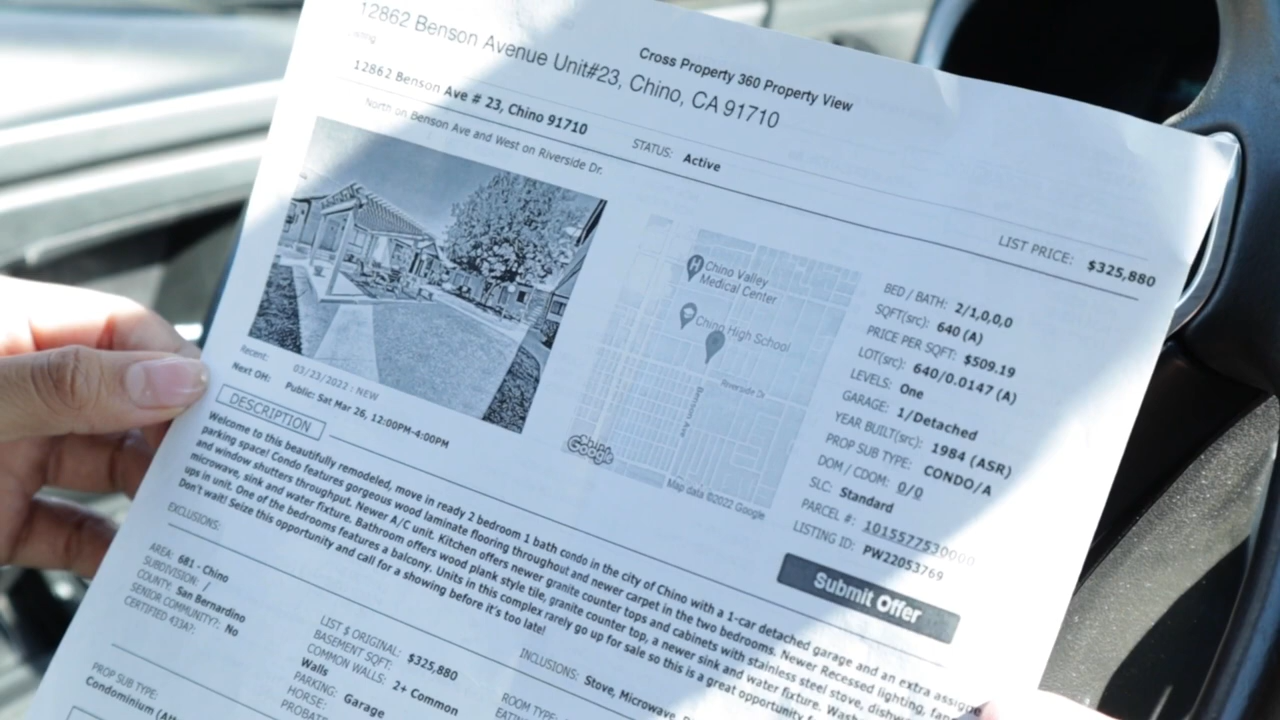 Cross Property 360 Property View
12862 Benson Avenue Unit#23, Chino, CA 91710
Listing
12862 Benson Ave # 23, Chino 91710
STATUS: Active
LIST PRICE: $325,880
North on Benson Ave and West on Riverside Dr.
Chino Valley
Medical Center
Chino High School
Riverside Dr
Benson Ave
Chino
Google
Map data ©2022 Google
BED / BATH: 2/1,0,0,0
SQFT(src): 640 (A)
PRICE PER SQFT: $509.19
LOT(src): 640/0.0147 (A)
LEVELS: One
GARAGE: 1/Detached
YEAR BUILT(src): 1984 (ASR)
PROP SUB TYPE: CONDO/A
DOM / CDOM: 0/0
SLC: Standard
PARCEL #: 1015577530000
LISTING ID: PW22053769
Submit Offer
Recent: 03/23/2022 : NEW
Next OH: Public: Sat Mar 26, 12:00PM-4:00PM
DESCRIPTION
Welcome to this beautifully remodeled, move in ready 2 bedroom 1 bath condo in the city of Chino with a 1-car detached garage and an extra assigne
parking space! Condo features gorgeous wood laminate flooring throughout and newer carpet in the two bedrooms. Newer Recessed lighting, fan
and window shutters throughput. Newer A/C unit. Kitchen offers newer granite counter tops and cabinets with stainless steel stove, dishw
microwave, sink and water fixture. Bathroom offers wood plank style tile, granite counter top, a newer sink and water fixture. Wash
ups in unit. One of the bedrooms features a balcony. Units in this complex rarely go up for sale so this is a great opportunity f
Don't wait! Seize this opportunity and call for a showing before it's too late!
EXCLUSIONS:
INCLUSIONS: Stove, Microwave,
AREA: 681 - Chino
SUBDIVISION: /
COUNTY: San Bernardino
SENIOR COMMUNITY?: No
CERTIFIED 433A?:
LIST $ ORIGINAL: $325,880
BASEMENT SQFT:
COMMON WALLS: 2+ Common
Walls
PARKING: Garage
HORSE:
PROBATE
ROOM TYPE:
EATIN
PROP SUB TYPE:
Condominium (Att